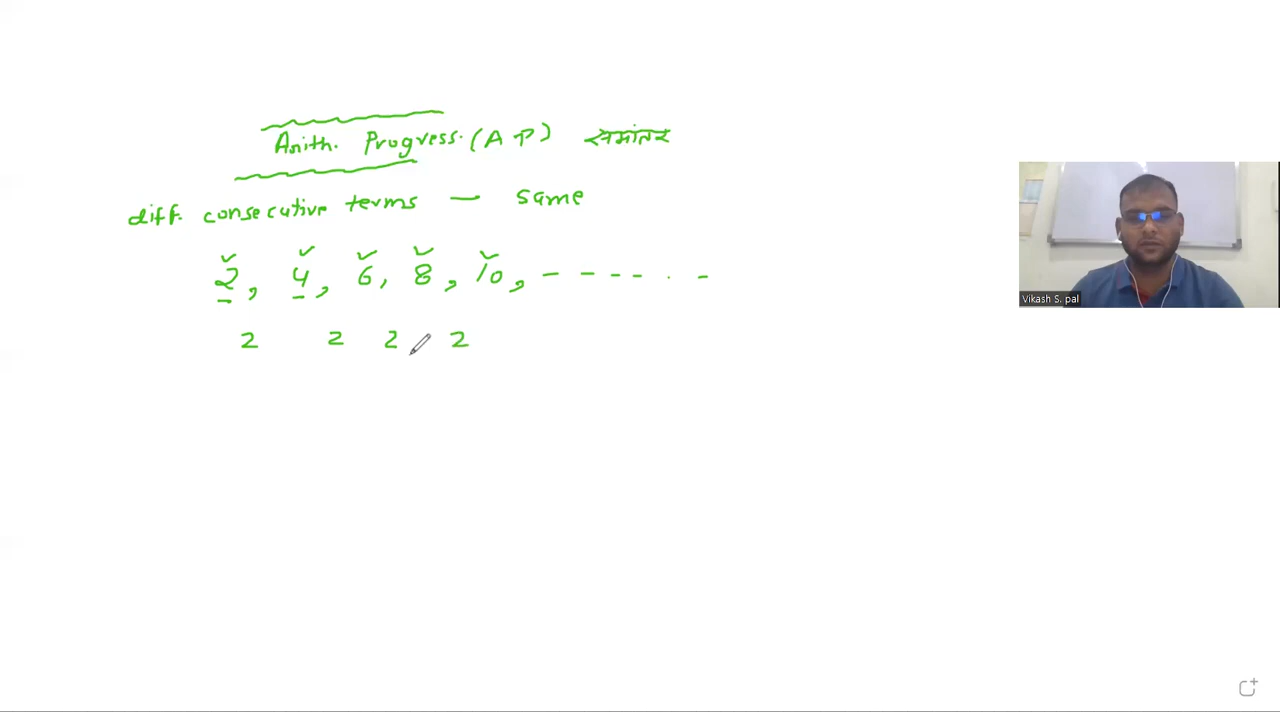 Arith. Progress. (AP) समांतर
diff. consecutive terms — same
2, 4, 6, 8, 10, - - - - . -
2 2 2 2
Vikash S. pal